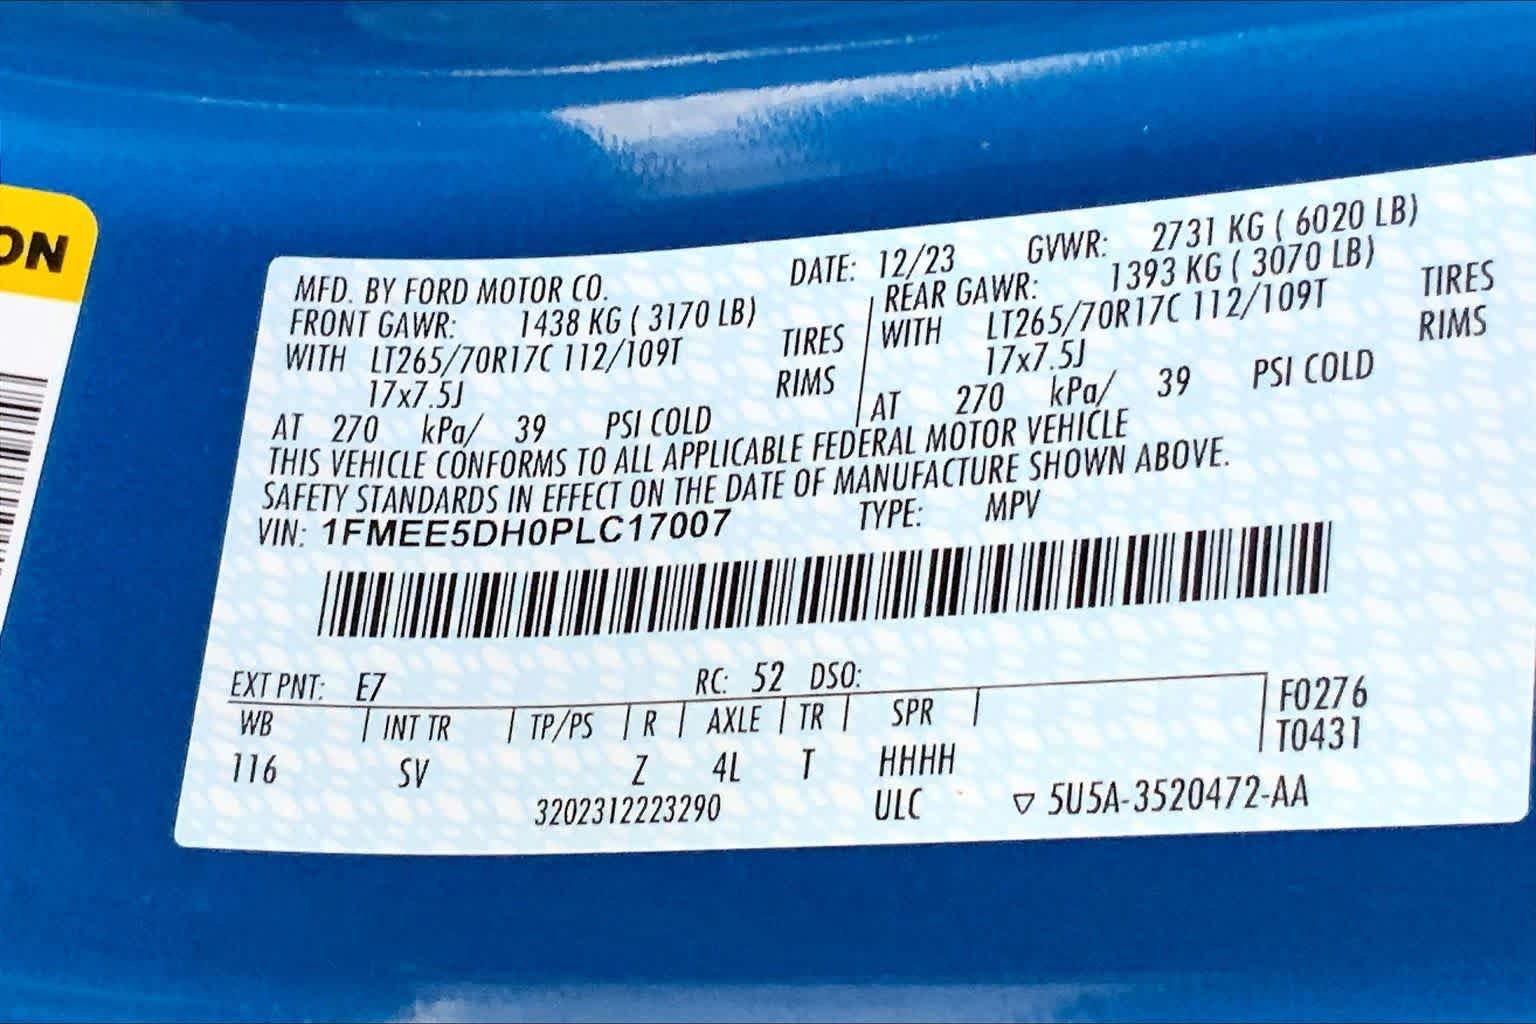 ON
MFD. BY FORD MOTOR CO. DATE: 12/23 GVWR: 2731 KG ( 6020 LB)
FRONT GAWR: 1438 KG ( 3170 LB) REAR GAWR: 1393 KG ( 3070 LB)
WITH LT265/70R17C 112/109T TIRES WITH LT265/70R17C 112/109T TIRES
17x7.5J RIMS 17x7.5J RIMS
AT 270 kPa/ 39 PSI COLD AT 270 kPa/ 39 PSI COLD
THIS VEHICLE CONFORMS TO ALL APPLICABLE FEDERAL MOTOR VEHICLE
SAFETY STANDARDS IN EFFECT ON THE DATE OF MANUFACTURE SHOWN ABOVE.
VIN: 1FMEE5DH0PLC17007 TYPE: MPV
EXT PNT: E7 RC: 52 DSO:
WB INT TR TP/PS R AXLE TR SPR F0276
T0431
116 SV Z 4L T HHHH
3202312223290 ULC ▽ 5U5A-3520472-AA